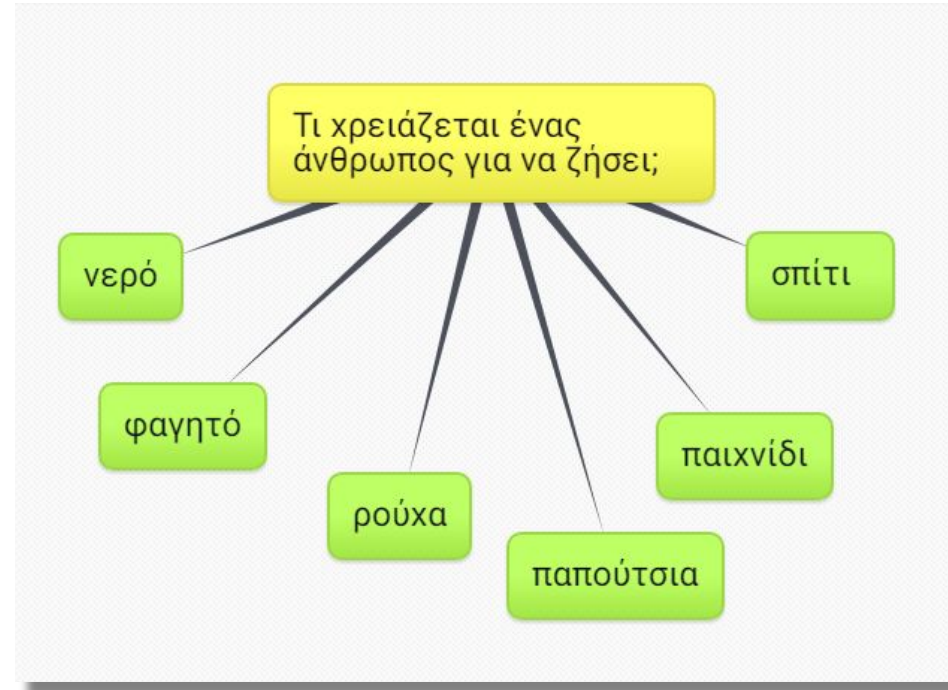 Τι χρειάζεται ένας
άνθρωπος για να ζήσει;
νερό
σπίτι
φαγητό
παιχνίδι
ρούχα
παπούτσια